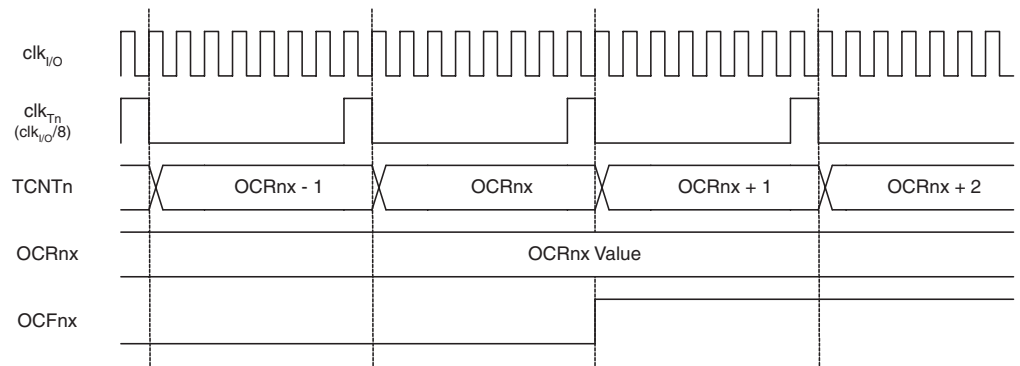 clkI/O
clkTn
(clkI/O/8)
TCNTn
OCRnx - 1
OCRnx
OCRnx + 1
OCRnx + 2
OCRnx
OCRnx Value
OCFnx